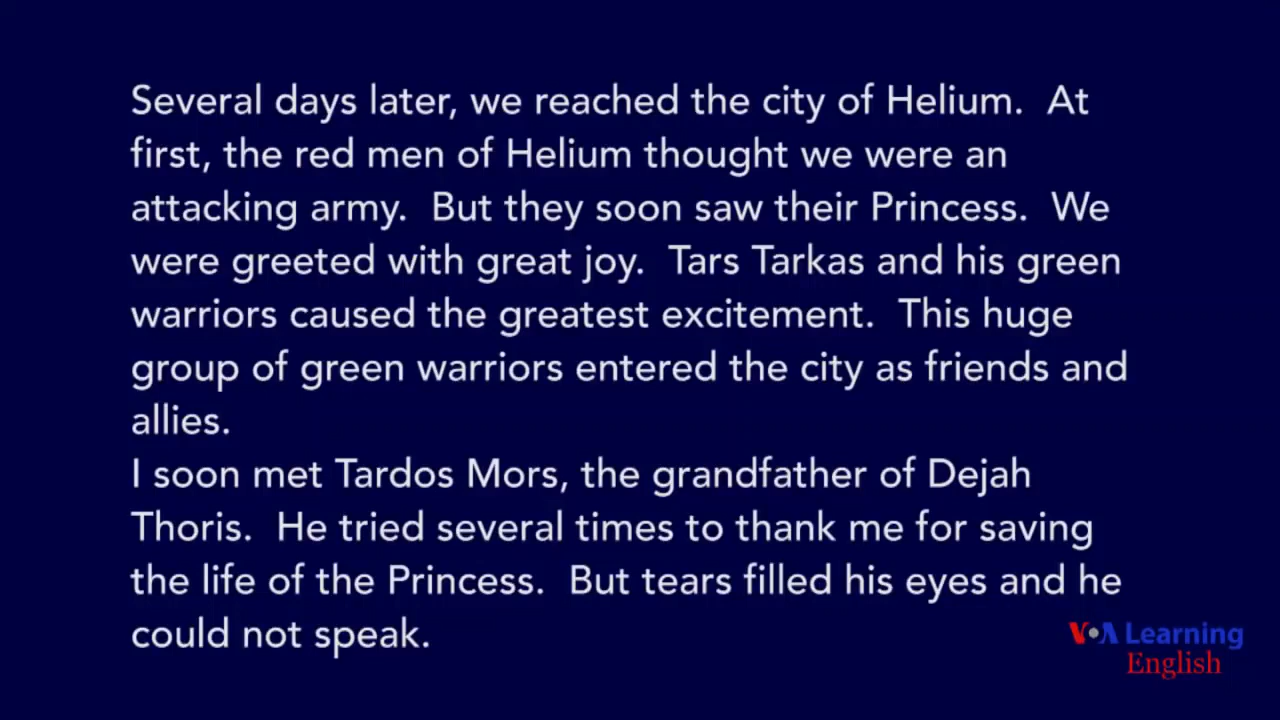 Several days later, we reached the city of Helium.  At
first, the red men of Helium thought we were an
attacking army.  But they soon saw their Princess.  We
were greeted with great joy.  Tars Tarkas and his green
warriors caused the greatest excitement.  This huge
group of green warriors entered the city as friends and
allies.
I soon met Tardos Mors, the grandfather of Dejah
Thoris.  He tried several times to thank me for saving
the life of the Princess.  But tears filled his eyes and he
could not speak.
VOA Learning
English